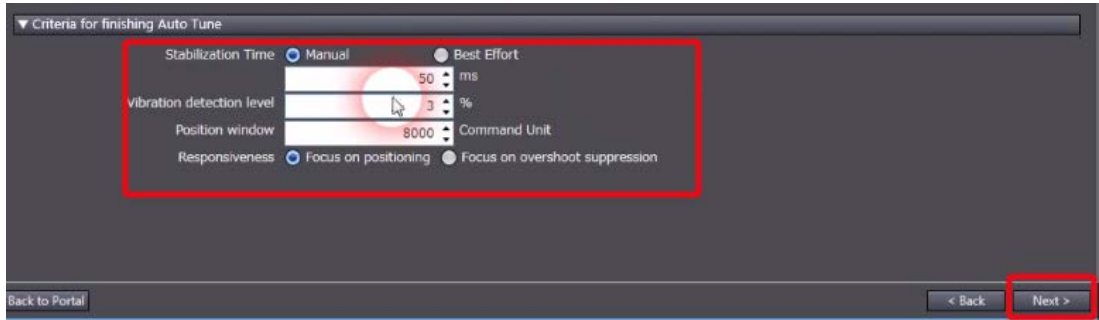 ▼ Criteria for finishing Auto Tune
Stabilization Time Manual Best Effort
50 ms
Vibration detection level 3 %
Position window 8000 Command Unit
Responsiveness Focus on positioning Focus on overshoot suppression
Back to Portal < Back Next >